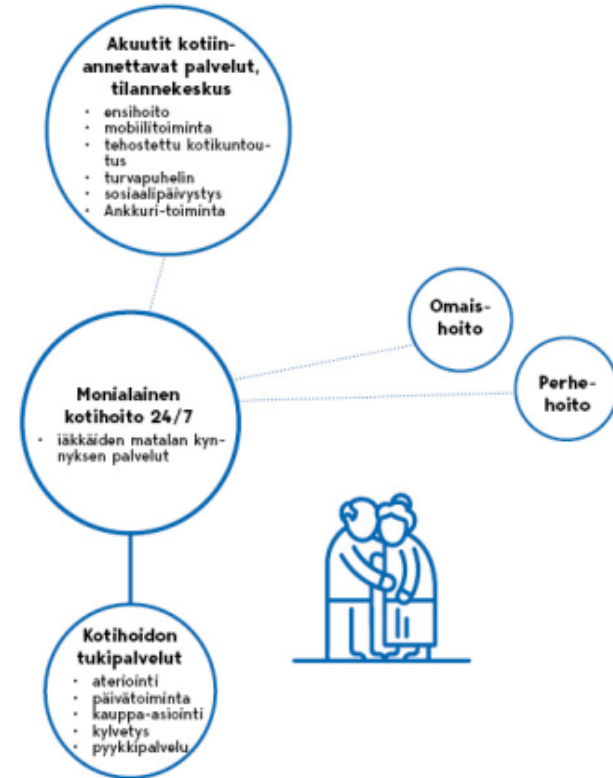 Akuutit kotiin-
annettavat palvelut,
tilannekeskus
· ensihoito
· mobiilitoiminta
· tehostettu kotikuntou-
tus
· turvapuhelin
· sosiaalipäivystys
· Ankkuri-toiminta
Omais-
hoito
Perhe-
hoito
Monialainen
kotihoito 24/7
· iäkkäiden matalan kyn-
nyksen palvelut
Kotihoidon
tukipalvelut
· ateriointi
· päivätoiminta
· kauppa-asiointi
· kylvetys
· pyykkipalvelu